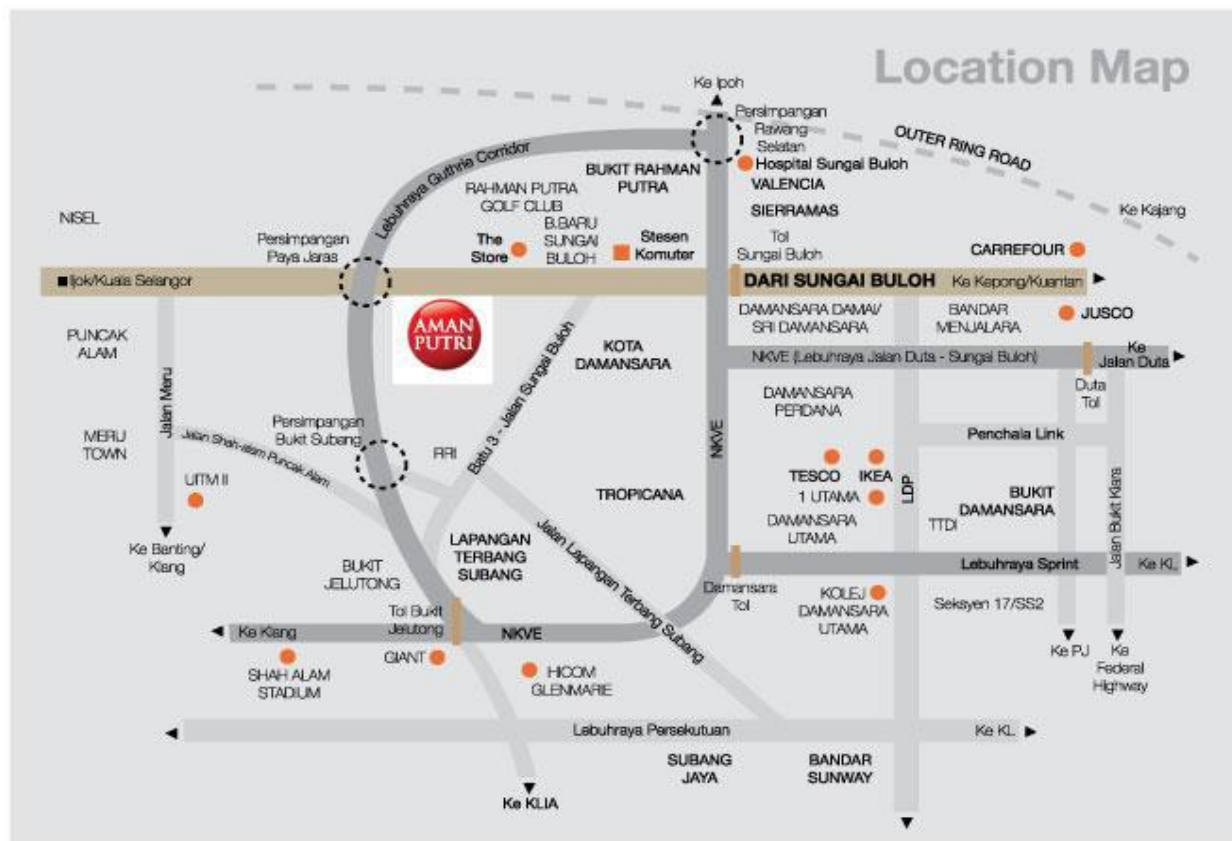 Location Map
Ke Ipoh
Persimpangan
Rawang
Selatan
OUTER RING ROAD
Lebuhraya Guthrie Corridor
BUKIT RAHMAN
PUTRA
Hospital Sungai Buloh
VALENCIA
RAHMAN PUTRA
GOLF CLUB
SIERRAMAS
Ke Kajang
NISEL
Persimpangan
Paya Jaras
The
Store
B.BARU
SUNGAI
BULOH
Stesen
Komuter
Tol
Sungai Buloh
CARREFOUR
Ijok/Kuala Selangor
DARI SUNGAI BULOH
Ke Kepong/Kuantan
AMAN
PUTRI
DAMANSARA DAMAI/
SRI DAMANSARA
BANDAR
MENJALARA
JUSCO
PUNCAK
ALAM
KOTA
DAMANSARA
NKVE (Lebuhraya Jalan Duta - Sungai Buloh)
Ke
Jalan Duta
Jalan Meru
Batu 3 - Jalan Sungai Buloh
DAMANSARA
PERDANA
Duta
Tol
Persimpangan
Bukit Subang
MERU
TOWN
Jalan Shah-alam Puncak Alam
RRI
NKVE
Penchala Link
UITM II
TESCO
IKEA
1 UTAMA
LDP
TROPICANA
BUKIT
DAMANSARA
Jalan Bukit Kiara
DAMANSARA
UTAMA
TTDI
Ke Banting/
Klang
LAPANGAN
TERBANG
SUBANG
Jalan Lapangan Terbang Subang
BUKIT
JELUTONG
Lebuhraya Sprint
Ke KL
Damansara
Tol
KOLEJ
DAMANSARA
UTAMA
Seksyen 17/SS2
Tol Bukit
Jelutong
Ke Klang
NKVE
SHAH ALAM
STADIUM
GIANT
HICOM
GLENMARIE
Ke PJ
Ke
Federal
Highway
Lebuhraya Persekutuan
Ke KL
SUBANG
JAYA
BANDAR
SUNWAY
Ke KLIA